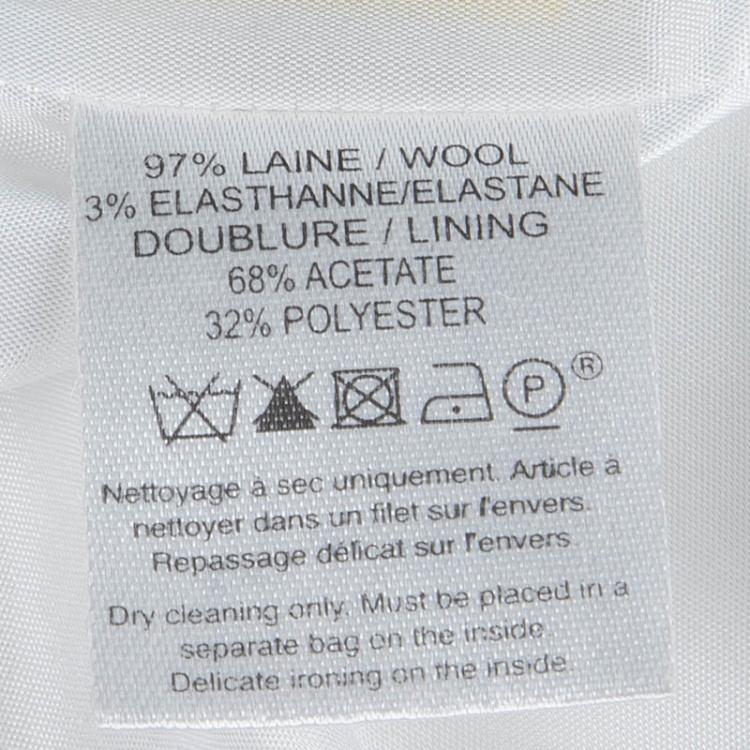 97% LAINE / WOOL
3% ELASTHANNE/ELASTANE
DOUBLURE / LINING
68% ACETATE
32% POLYESTER
P ®
Nettoyage à sec uniquement. Article à
nettoyer dans un filet sur l'envers.
Repassage délicat sur l'envers.
Dry cleaning only. Must be placed in a
separate bag on the inside.
Delicate ironing on the inside.